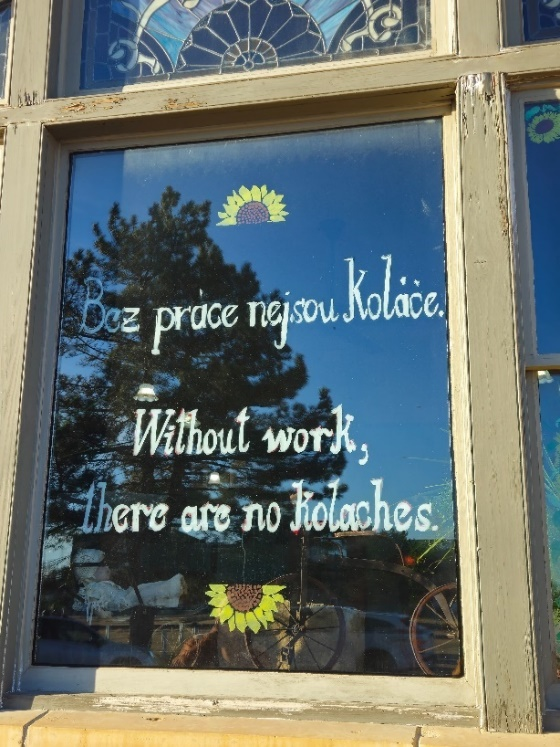 Bez práce nejsou Koláče.
Without work,
there are no kolaches.